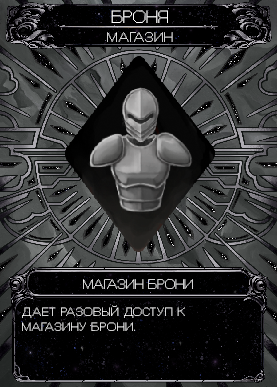 БРОНЯ
МАГАЗИН
МАГАЗИН БРОНИ
ДАЕТ РАЗОВЫЙ ДОСТУП К
МАГАЗИНУ БРОНИ.